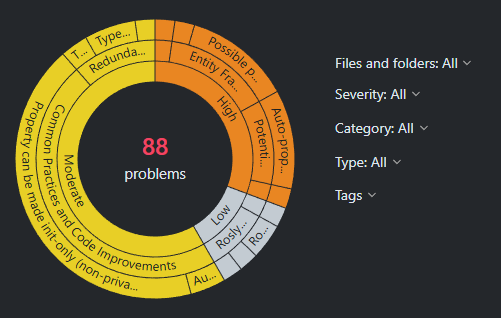 T...
Type...
Possible p...
Redunda...
Entity Fra...
High
Potenti...
Auto-prop...
88
problems
Moderate
Common Practices and Code Improvements
Property can be made init-only (non-priva...
Low
Rosly...
Ro...
Au...
Files and folders: All
Severity: All
Category: All
Type: All
Tags